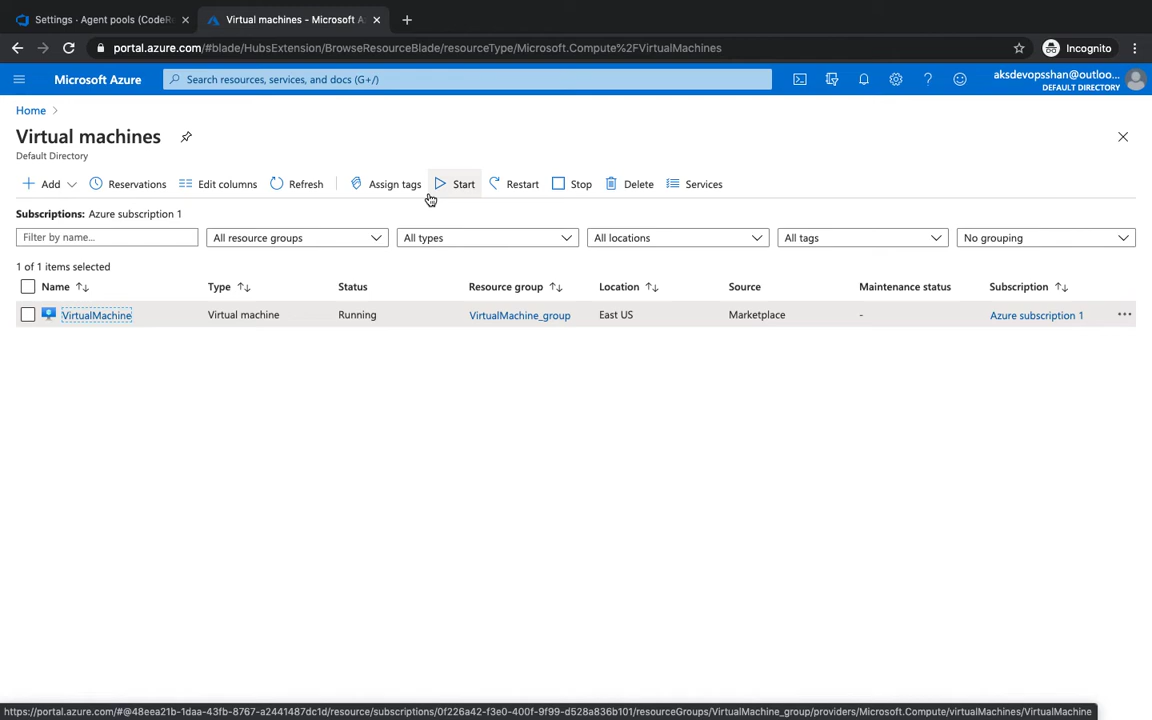 Settings - Agent pools (CodeR
Virtual machines - Microsoft A
portal.azure.com/#blade/HubsExtension/BrowseResourceBlade/resourceType/Microsoft.Compute%2FVirtualMachines
Incognito
Microsoft Azure
Search resources, services, and docs (G+/)
aksdevopsshan@outloo...
DEFAULT DIRECTORY
Home
Virtual machines
Default Directory
Add Reservations Edit columns Refresh Assign tags Start Restart Stop Delete Services
Subscriptions: Azure subscription 1
Filter by name... All resource groups All types All locations All tags No grouping
1 of 1 items selected
Name Type Status Resource group Location Source Maintenance status Subscription
VirtualMachine Virtual machine Running VirtualMachine_group East US Marketplace - Azure subscription 1
https://portal.azure.com/#@48eea21b-1daa-43fb-8767-a2441487dc1d/resource/subscriptions/0f226a42-f3e0-400f-9f99-d528a836b101/resourceGroups/VirtualMachine_group/providers/Microsoft.Compute/virtualMachines/VirtualMachine